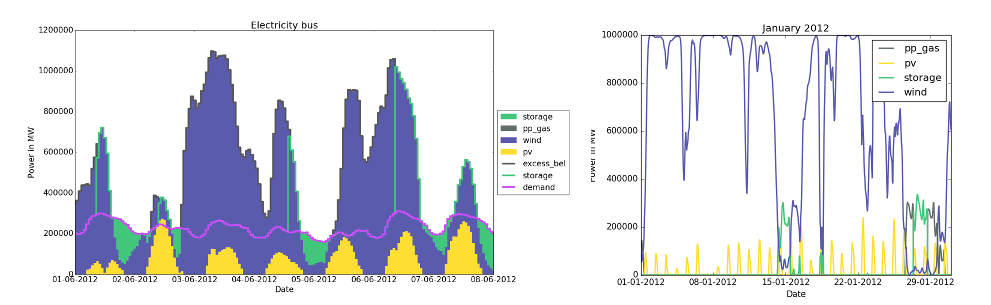 Electricity bus
1200000
1000000
800000
600000
400000
200000
0
Power in MW
01-06-2012 02-06-2012 03-06-2012 04-06-2012 05-06-2012 06-06-2012 07-06-2012 08-06-2012
Date
storage
pp_gas
wind
pv
excess_bel
storage
demand
January 2012
1000000
800000
600000
400000
200000
0
Power in MW
01-01-2012 08-01-2012 15-01-2012 22-01-2012 29-01-2012
Date
pp_gas
pv
storage
wind